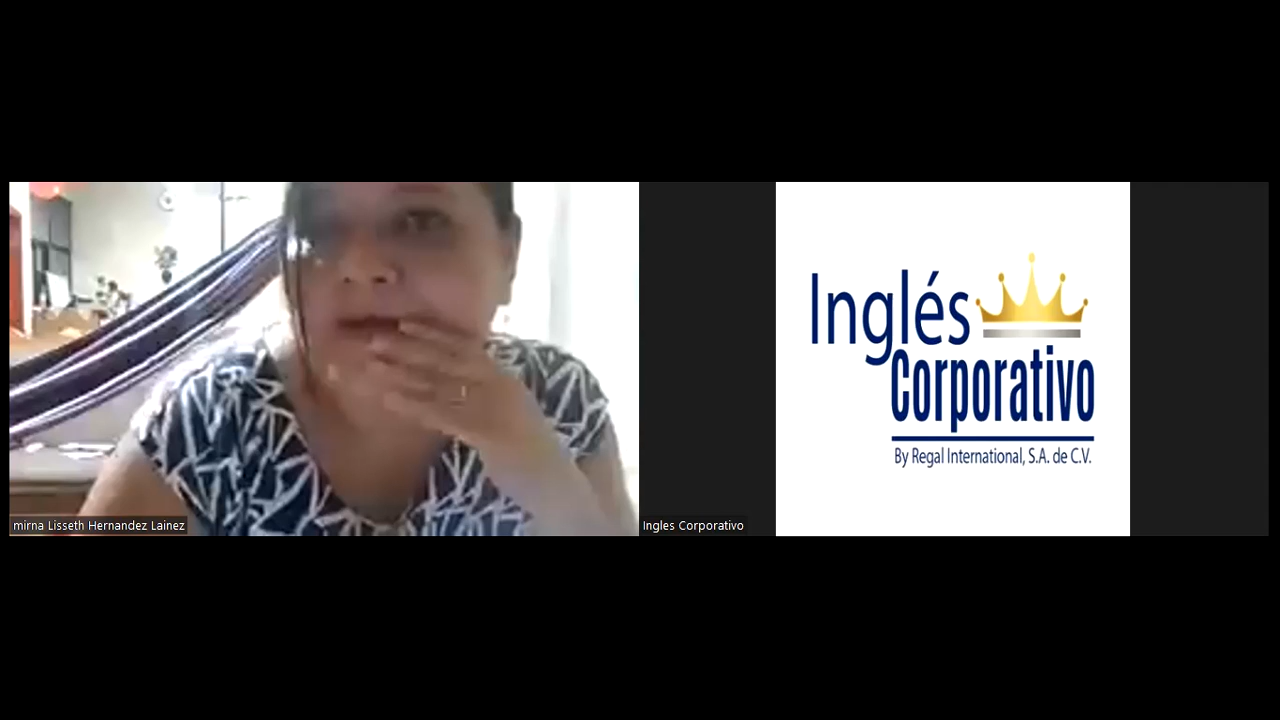 Inglés
Corporativo
By Regal International, S.A. de C.V.
mirna Lisseth Hernandez Lainez
Ingles Corporativo